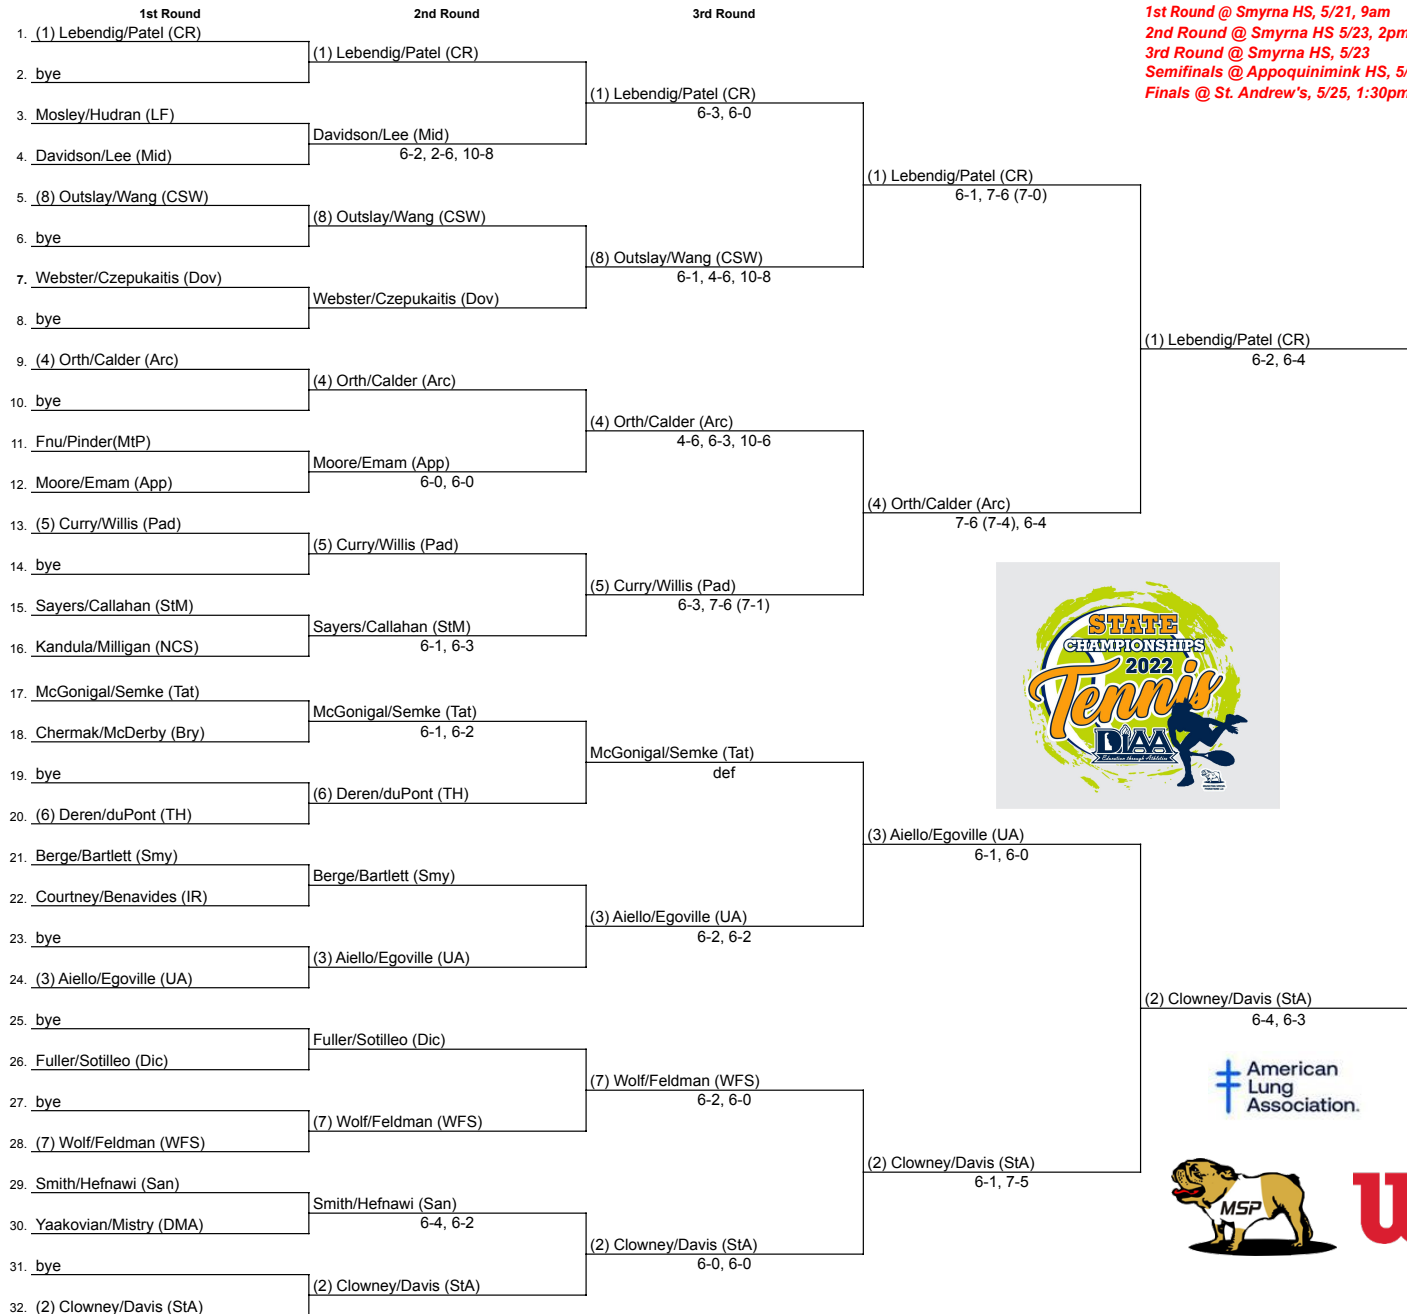 1st Round
2nd Round
3rd Round
1st Round @ Smyrna HS, 5/21, 9am
2nd Round @ Smyrna HS 5/23, 2pm
3rd Round @ Smyrna HS, 5/23
Semifinals @ Appoquinimink HS, 5/
Finals @ St. Andrew's, 5/25, 1:30pm
1. (1) Lebendig/Patel (CR)
(1) Lebendig/Patel (CR)
2. bye
(1) Lebendig/Patel (CR)
6-3, 6-0
3. Mosley/Hudran (LF)
Davidson/Lee (Mid)
6-2, 2-6, 10-8
4. Davidson/Lee (Mid)
(1) Lebendig/Patel (CR)
6-1, 7-6 (7-0)
5. (8) Outslay/Wang (CSW)
(8) Outslay/Wang (CSW)
6. bye
(8) Outslay/Wang (CSW)
6-1, 4-6, 10-8
7. Webster/Czepukaitis (Dov)
Webster/Czepukaitis (Dov)
8. bye
(1) Lebendig/Patel (CR)
6-2, 6-4
9. (4) Orth/Calder (Arc)
(4) Orth/Calder (Arc)
10. bye
(4) Orth/Calder (Arc)
4-6, 6-3, 10-6
11. Fnu/Pinder(MtP)
Moore/Emam (App)
6-0, 6-0
12. Moore/Emam (App)
(4) Orth/Calder (Arc)
7-6 (7-4), 6-4
13. (5) Curry/Willis (Pad)
(5) Curry/Willis (Pad)
14. bye
(5) Curry/Willis (Pad)
6-3, 7-6 (7-1)
15. Sayers/Callahan (StM)
Sayers/Callahan (StM)
6-1, 6-3
16. Kandula/Milligan (NCS)
STATE
CHAMPIONSHIPS
2022
Tennis
DIAA
Education through Athletics
17. McGonigal/Semke (Tat)
McGonigal/Semke (Tat)
6-1, 6-2
18. Chermak/McDerby (Bry)
McGonigal/Semke (Tat)
def
19. bye
(6) Deren/duPont (TH)
20. (6) Deren/duPont (TH)
(3) Aiello/Egoville (UA)
6-1, 6-0
21. Berge/Bartlett (Smy)
Berge/Bartlett (Smy)
22. Courtney/Benavides (IR)
(3) Aiello/Egoville (UA)
6-2, 6-2
23. bye
(3) Aiello/Egoville (UA)
24. (3) Aiello/Egoville (UA)
(2) Clowney/Davis (StA)
6-4, 6-3
25. bye
Fuller/Sotilleo (Dic)
26. Fuller/Sotilleo (Dic)
(7) Wolf/Feldman (WFS)
6-2, 6-0
27. bye
(7) Wolf/Feldman (WFS)
28. (7) Wolf/Feldman (WFS)
American
Lung
Association.
(2) Clowney/Davis (StA)
6-1, 7-5
29. Smith/Hefnawi (San)
Smith/Hefnawi (San)
6-4, 6-2
30. Yaakovian/Mistry (DMA)
(2) Clowney/Davis (StA)
6-0, 6-0
31. bye
(2) Clowney/Davis (StA)
32. (2) Clowney/Davis (StA)
MSP